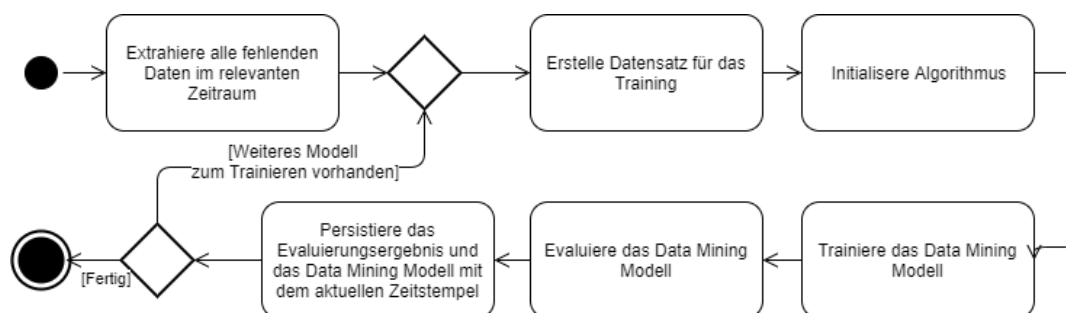 Extrahiere alle fehlenden
Daten im relevanten
Zeitraum
Erstelle Datensatz für das
Training
Initialisere Algorithmus
[Weiteres Modell
zum Trainieren vorhanden]
[Fertig]
Persistiere das
Evaluierungsergebnis und
das Data Mining Modell mit
dem aktuellen Zeitstempel
Evaluiere das Data Mining
Modell
Trainiere das Data Mining
Modell